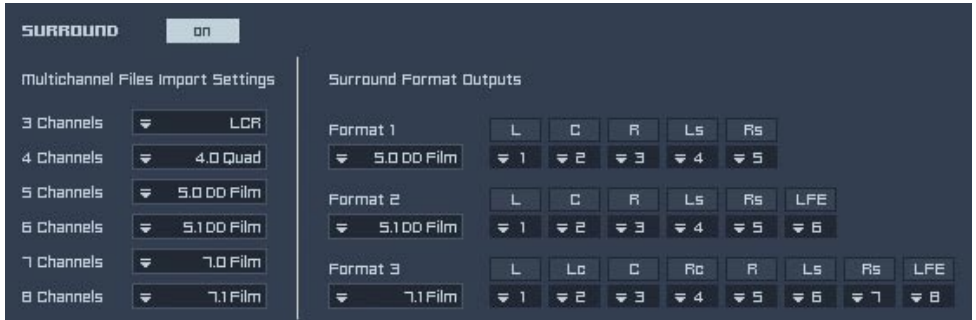 SURROUND on
Multichannel Files Import Settings
3 Channels LCR
4 Channels 4.0 Quad
5 Channels 5.0 DD Film
6 Channels 5.1 DD Film
7 Channels 7.0 Film
8 Channels 7.1 Film
Surround Format Outputs
Format 1 L C R Ls Rs
5.0 DD Film 1 2 3 4 5
Format 2 L C R Ls Rs LFE
5.1 DD Film 1 2 3 4 5 6
Format 3 L Lc C Rc R Ls Rs LFE
7.1 Film 1 2 3 4 5 6 7 8